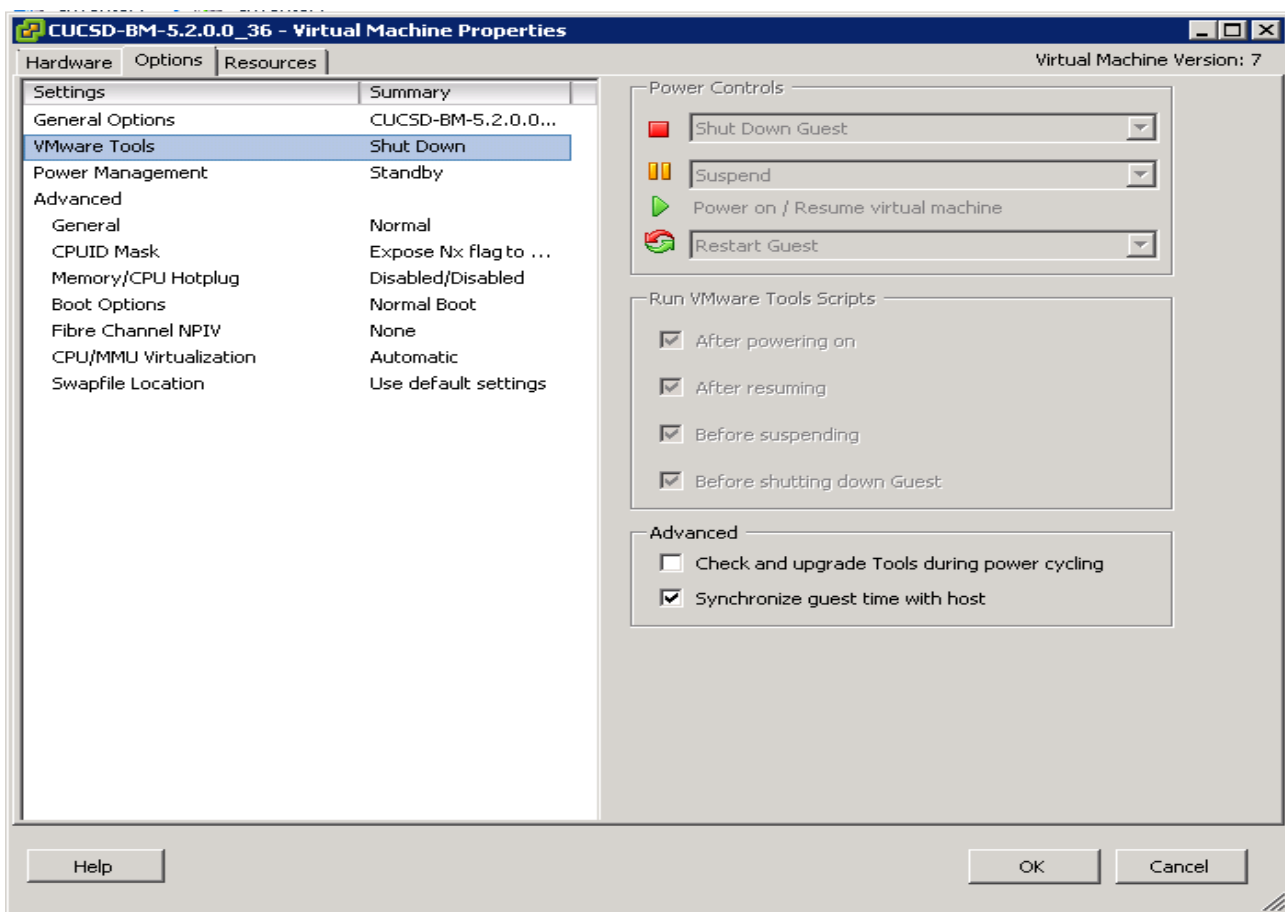 CUCSD-BM-5.2.0.0_36 - Virtual Machine Properties
Hardware Options Resources
Virtual Machine Version: 7
Settings Summary
General Options CUCSD-BM-5.2.0.0...
VMware Tools Shut Down
Power Management Standby
Advanced
General Normal
CPUID Mask Expose Nx flag to ...
Memory/CPU Hotplug Disabled/Disabled
Boot Options Normal Boot
Fibre Channel NPIV None
CPU/MMU Virtualization Automatic
Swapfile Location Use default settings
Power Controls
Shut Down Guest
Suspend
Power on / Resume virtual machine
Restart Guest
Run VMware Tools Scripts
After powering on
After resuming
Before suspending
Before shutting down Guest
Advanced
Check and upgrade Tools during power cycling
Synchronize guest time with host
Help OK Cancel